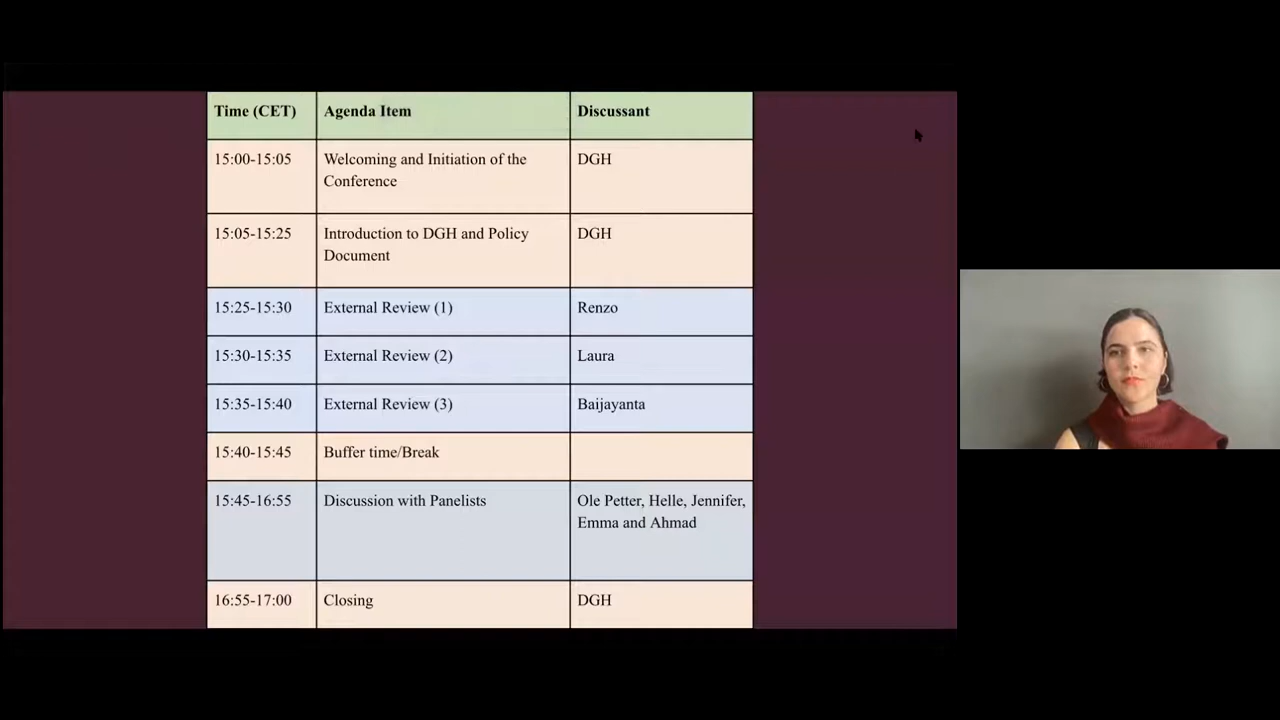 Time (CET) Agenda Item Discussant
15:00-15:05 Welcoming and Initiation of the DGH
Conference
15:05-15:25 Introduction to DGH and Policy DGH
Document
15:25-15:30 External Review (1) Renzo
15:30-15:35 External Review (2) Laura
15:35-15:40 External Review (3) Baijayanta
15:40-15:45 Buffer time/Break
15:45-16:55 Discussion with Panelists Ole Petter, Helle, Jennifer,
Emma and Ahmad
16:55-17:00 Closing DGH